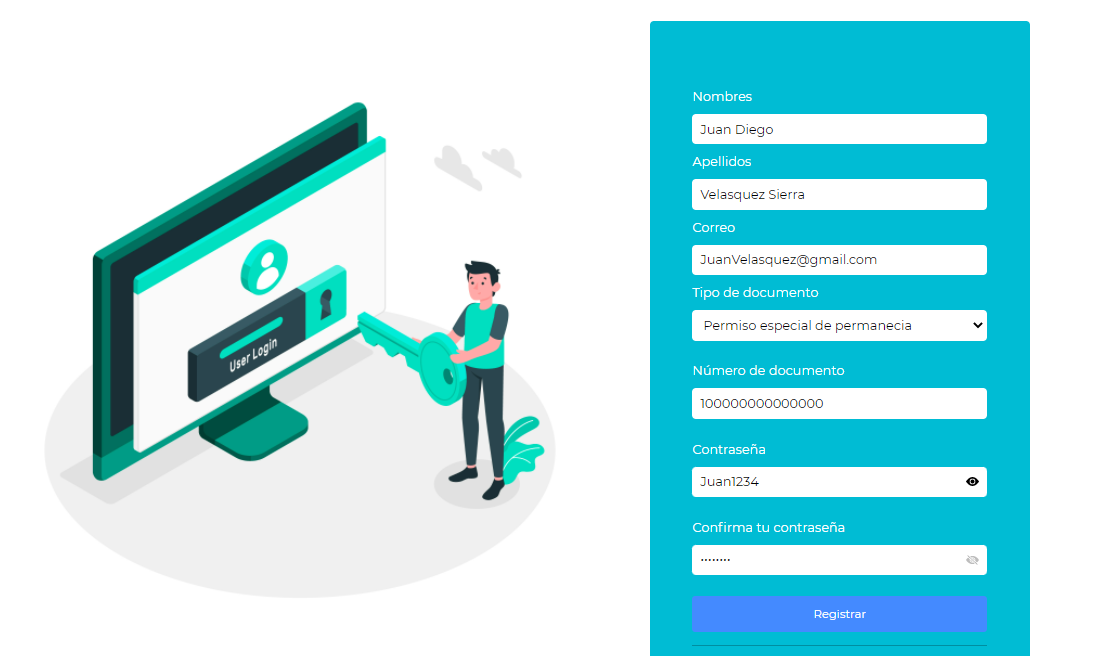 User Login
Nombres
Juan Diego
Apellidos
Velasquez Sierra
Correo
JuanVelasquez@gmail.com
Tipo de documento
Permiso especial de permanecia
Número de documento
100000000000000
Contraseña
Juan1234
Confirma tu contraseña
••••••••
Registrar